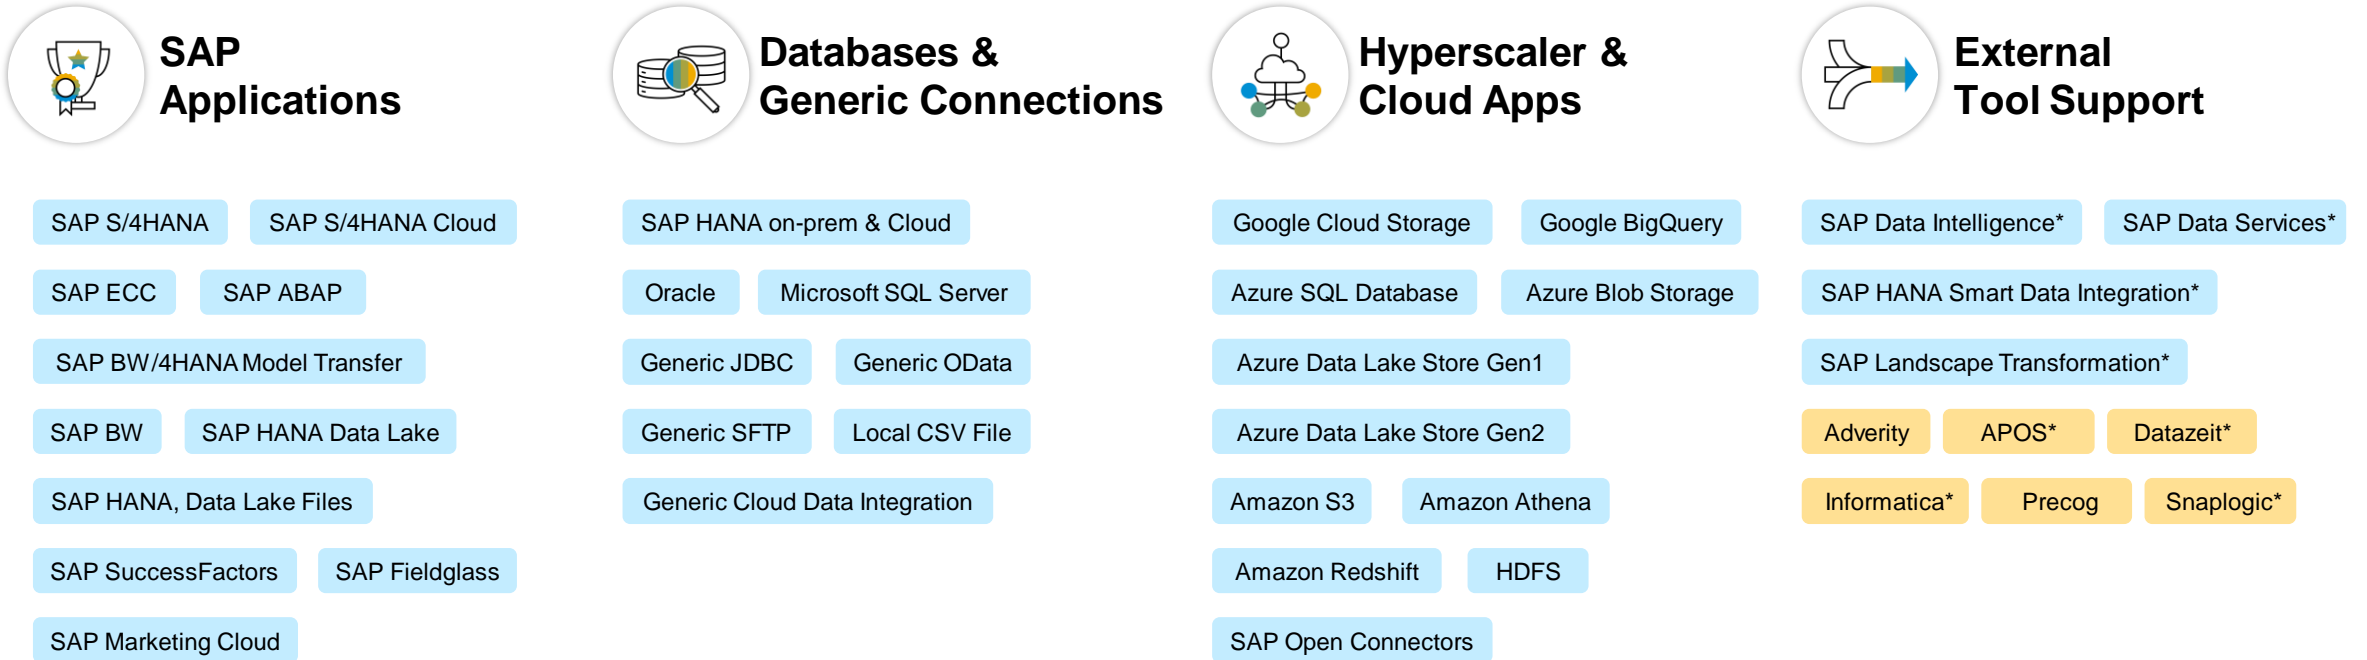 SAP
Applications
SAP S/4HANA
SAP S/4HANA Cloud
SAP ECC
SAP ABAP
SAP BW/4HANA Model Transfer
SAP BW
SAP HANA Data Lake
SAP HANA, Data Lake Files
SAP SuccessFactors
SAP Fieldglass
SAP Marketing Cloud
Databases &
Generic Connections
SAP HANA on-prem & Cloud
Oracle
Microsoft SQL Server
Generic JDBC
Generic OData
Generic SFTP
Local CSV File
Generic Cloud Data Integration
Hyperscaler &
Cloud Apps
Google Cloud Storage
Google BigQuery
Azure SQL Database
Azure Blob Storage
Azure Data Lake Store Gen1
Azure Data Lake Store Gen2
Amazon S3
Amazon Athena
Amazon Redshift
HDFS
SAP Open Connectors
External
Tool Support
SAP Data Intelligence*
SAP Data Services*
SAP HANA Smart Data Integration*
SAP Landscape Transformation*
Adverity
APOS*
Datazeit*
Informatica*
Precog
Snaplogic*